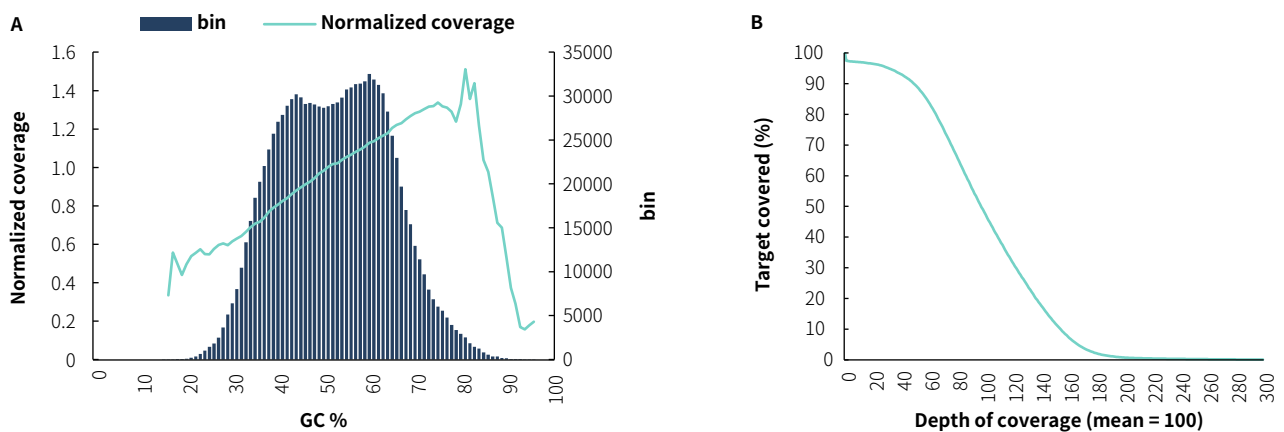 A
bin
Normalized coverage
Normalized coverage
1.6
1.4
1.2
1.0
0.8
0.6
0.4
0.2
0
35000
30000
25000
20000
15000
10000
5000
0
bin
0 10 20 30 40 50 60 70 80 90 100
GC %
B
Target covered (%)
100
90
80
70
60
50
40
30
20
10
0
0 20 40 60 80 100 120 140 160 180 200 220 240 260 280 300
Depth of coverage (mean = 100)